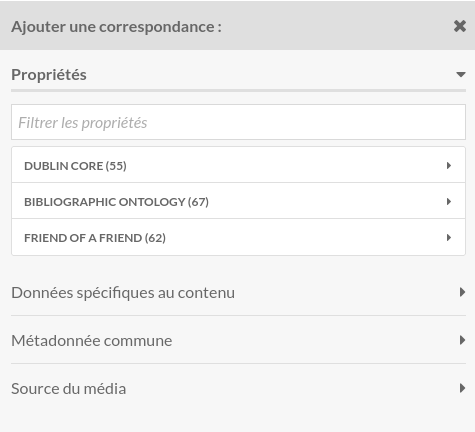 Ajouter une correspondance :
Propriétés
Filtrer les propriétés
DUBLIN CORE (55)
BIBLIOGRAPHIC ONTOLOGY (67)
FRIEND OF A FRIEND (62)
Données spécifiques au contenu
Métadonnée commune
Source du média